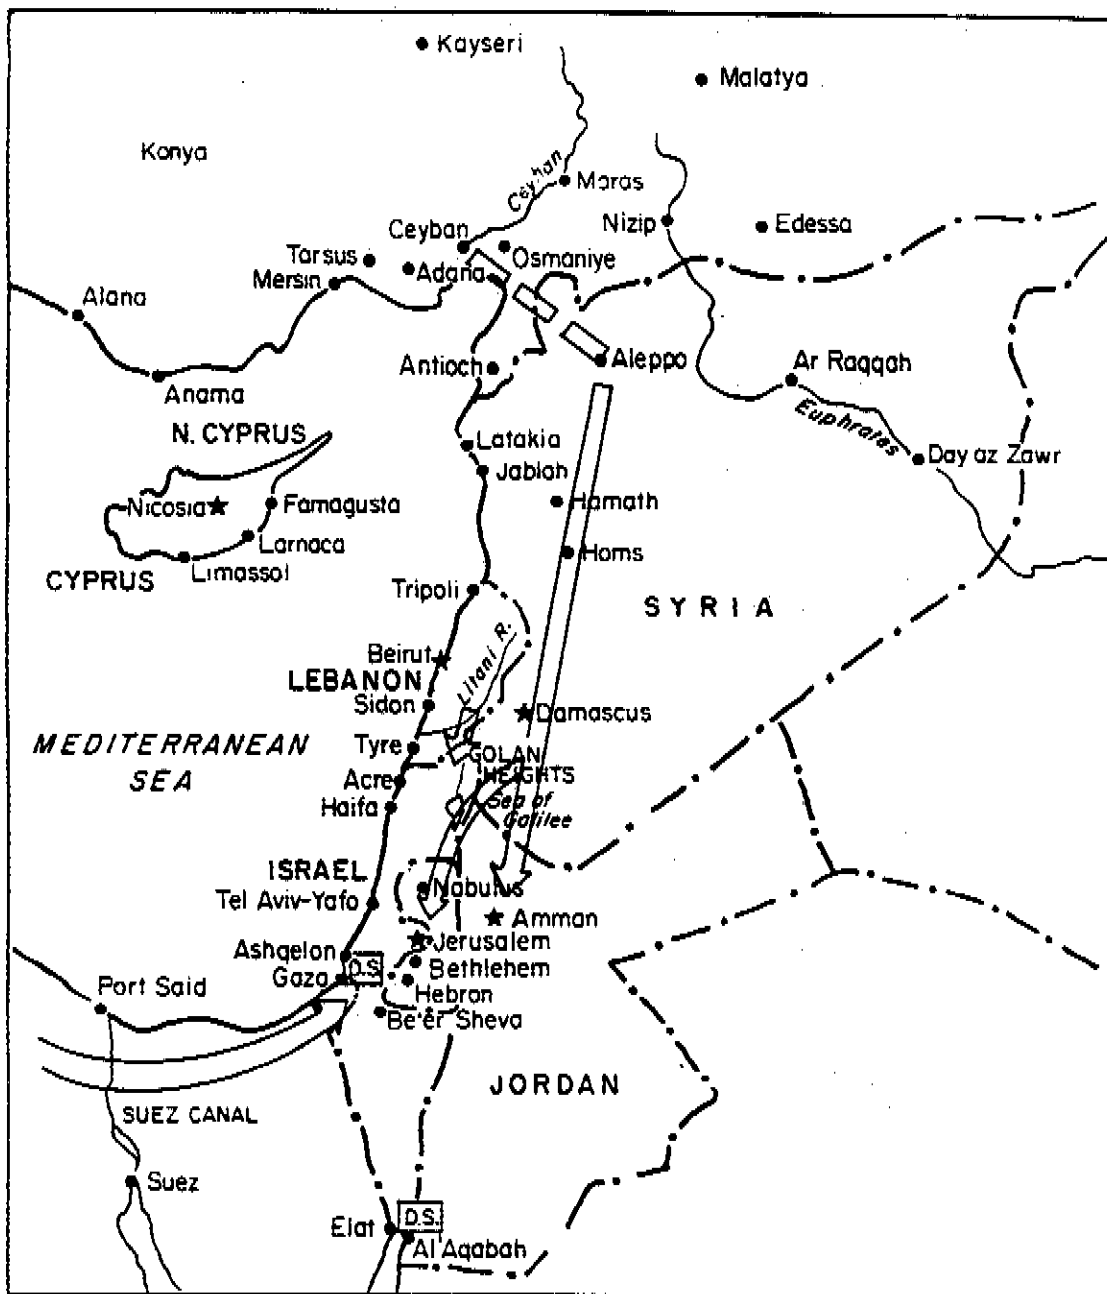 Kayseri
Malatya
Konya
Ceyhan
Maras
Nizip
Edessa
Ceyban
Osmaniye
Tarsus
Adana
Mersin
Alana
Antioch
Aleppo
Ar Raqqah
Anama
Euphrates
N. CYPRUS
Latakia
Jablah
Day az Zawr
Nicosia
Famagusta
Hamath
Larnaca
Homs
CYPRUS
Limassol
Tripoli
SYRIA
Beirut
Litani R.
LEBANON
Sidon
Damascus
MEDITERRANEAN
SEA
Tyre
GOLAN
HEIGHTS
Acre
Haifa
Sea of
Galilee
ISRAEL
Nabulus
Tel Aviv-Yafo
Amman
Jerusalem
Ashqelon
D.S.
Bethlehem
Gaza
Hebron
Port Said
Be'er Sheva
JORDAN
SUEZ CANAL
Suez
D.S.
Elat
Al'Aqabah